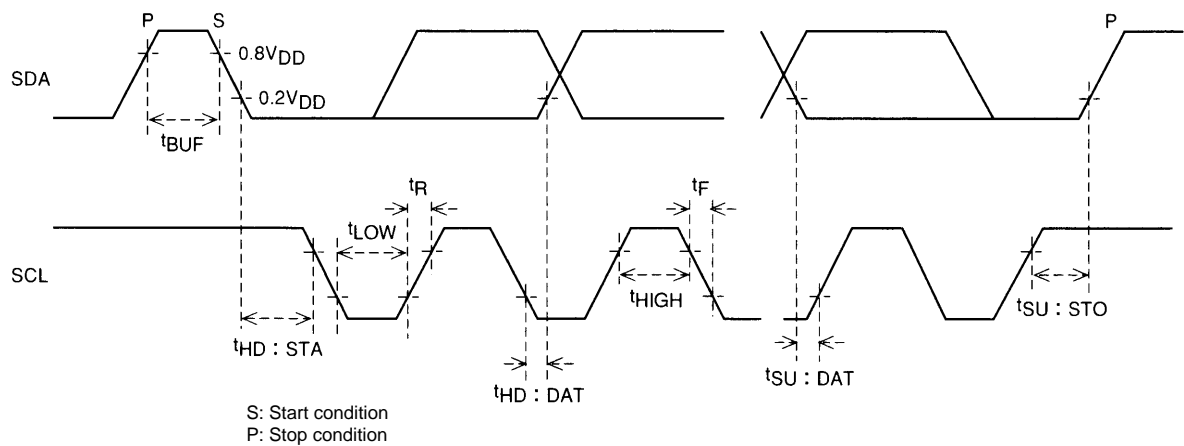 P
S
P
0.8VDD
SDA
0.2VDD
tBUF
tR
tF
tLOW
SCL
tHIGH
tSU : STO
tHD : STA
tSU : DAT
tHD : DAT
S: Start condition
P: Stop condition